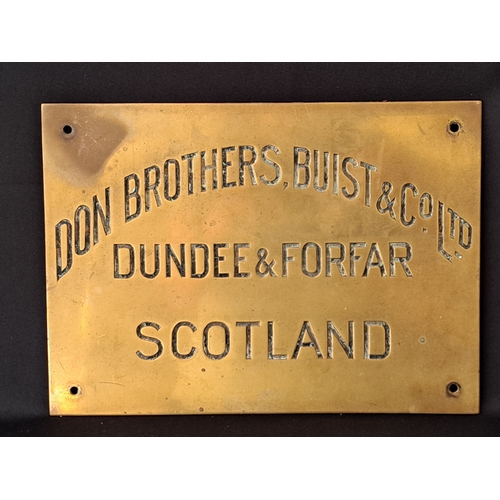 DON BROTHERS, BUIST & Co. LTD.
DUNDEE & FORFAR
SCOTLAND